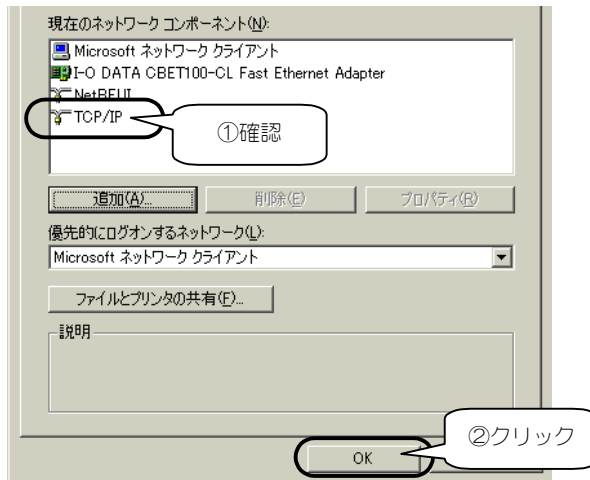 現在のネットワーク コンポーネント(N):
Microsoft ネットワーク クライアント
I-O DATA CBET100-CL Fast Ethernet Adapter
NetBEUI
TCP/IP
①確認
追加(A)... 削除(E) プロパティ(R)
優先的にログオンするネットワーク(L):
Microsoft ネットワーク クライアント
ファイルとプリンタの共有(F)...
説明
②クリック
OK